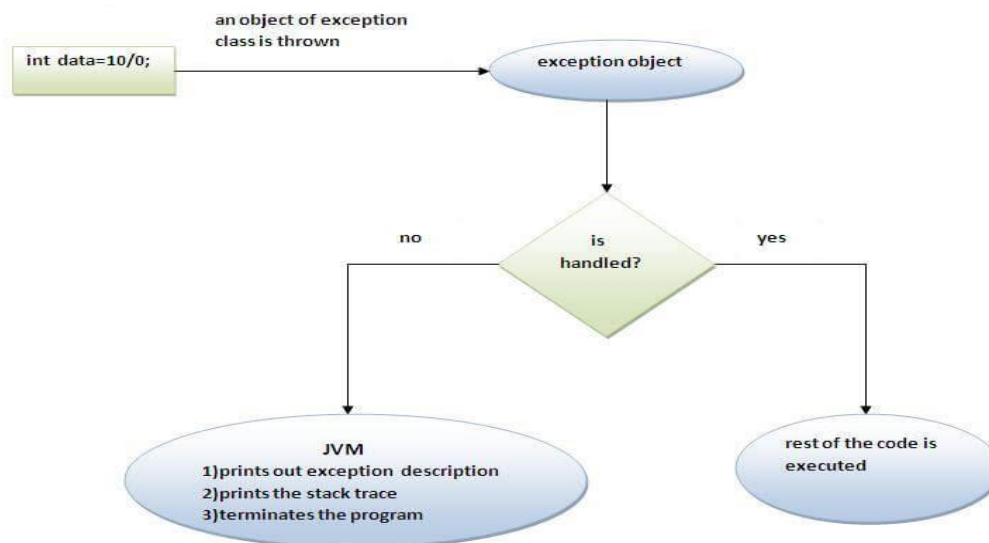 an object of exception
class is thrown
int data=10/0;
exception object
is
handled?
no
yes
JVM
1)prints out exception description
2)prints the stack trace
3)terminates the program
rest of the code is
executed